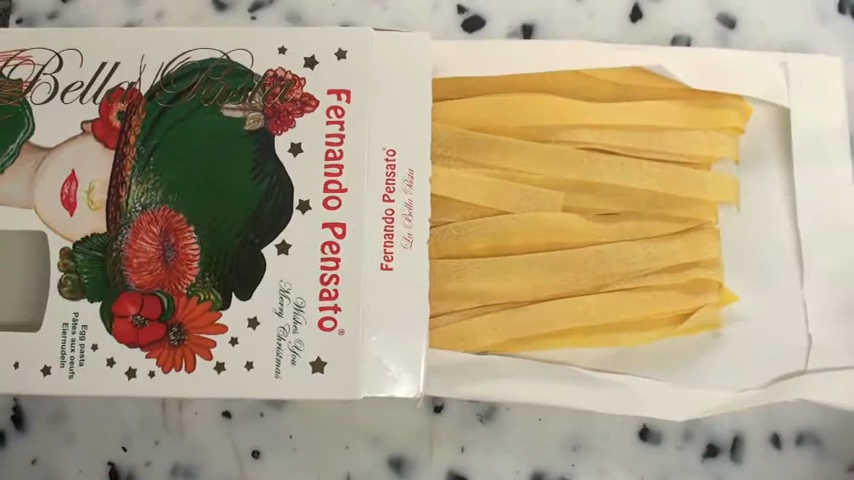 Bella Pasta
Fernando Pensato®
Wishes You
Merry Christmas
Egg pasta
Pâtes aux oeufs
Eiernudeln
Fernando Pensato®
La Bella Pasta